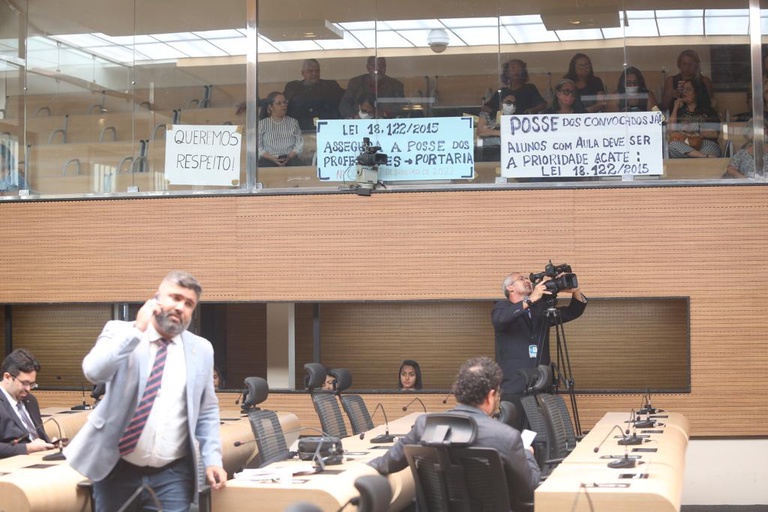 QUEREMOS
RESPEITO!
LEI 18.122/2015
ASSEGURA A POSSE DOS
→ PORTARIA
POSSE DOS CONVOCADOS JÁ,
ALUNOS COM AULA DEVE SER
A PRIORIDADE ACATE:
LEI 18.122/2015